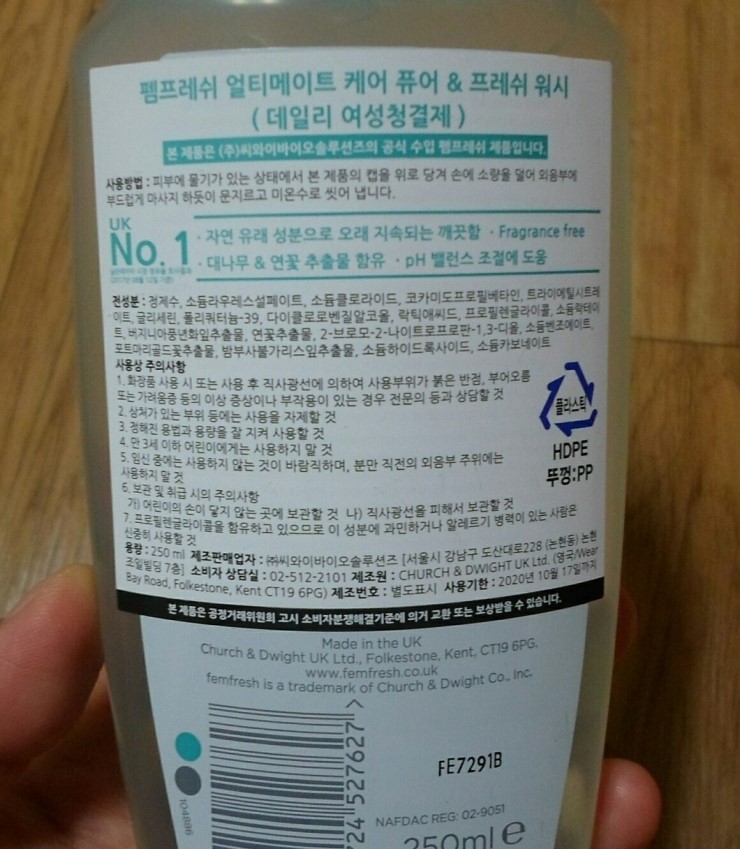 펨프레쉬 얼티메이트 케어 퓨어 & 프레쉬 워시
( 데일리 여성청결제 )
본 제품은 (주)씨와이바이오솔루션즈의 공식 수입 펨프레쉬 제품입니다.
사용방법 : 피부에 물기가 있는 상태에서 본 제품의 캡을 위로 당겨 손에 소량을 덜어 외음부에
부드럽게 마사지 하듯이 문지르고 미온수로 씻어 냅니다.
UK
No. 1
· 자연 유래 성분으로 오래 지속되는 깨끗함 · Fragrance free
· 대나무 & 연꽃 추출물 함유 · pH 밸런스 조절에 도움
전성분 : 정제수, 소듐라우레스설페이트, 소듐클로라이드, 코카미도프로필베타인, 트라이메틸시트레
이트, 글리세린, 폴리쿼터늄-39, 다이클로로벤질알코올, 락틱애씨드, 프로필렌글라이콜, 소듐락테이
트, 버지니아풍년화잎추출물, 연꽃추출물, 2-브로모-2-나이트로프로판-1,3-디올, 소듐벤조에이트,
포트마리골드꽃추출물, 밤부사불가리스잎추출물, 소듐하이드록사이드, 소듐카보네이트
사용상 주의사항
1. 화장품 사용 시 또는 사용 후 직사광선에 의하여 사용부위가 붉은 반점, 부어오름
또는 가려움증 등의 이상 증상이나 부작용이 있는 경우 전문의 등과 상담할 것
2. 상처가 있는 부위 등에는 사용을 자제할 것
3. 정해진 용법과 용량을 잘 지켜 사용할 것
4. 만 3세 이하 어린이에게는 사용하지 말 것
5. 임신 중에는 사용하지 않는 것이 바람직하며, 분만 직전의 외음부 주위에는
사용하지 말 것
6. 보관 및 취급 시의 주의사항
가) 어린이의 손이 닿지 않는 곳에 보관할 것 나) 직사광선을 피해서 보관할 것
7. 프로필렌글라이콜을 함유하고 있으므로 이 성분에 과민하거나 알레르기 병력이 있는 사람은
신중히 사용할 것
플라스틱
HDPE
뚜껑:PP
용량 : 250 ml 제조판매업자 : ㈜씨와이바이오솔루션즈 [서울시 강남구 도산대로228 (논현동) 논현
조일빌딩 7층] 소비자 상담실 : 02-512-2101 제조원 : CHURCH & DWIGHT UK Ltd. (영국/Wear
Bay Road, Folkestone, Kent CT19 6PG) 제조번호 : 별도표시 사용기한 : 2020년 10월 17일까지
본 제품은 공정거래위원회 고시 소비자분쟁해결기준에 의거 교환 또는 보상받을 수 있습니다.
Made in the UK
Church & Dwight UK Ltd., Folkestone, Kent, CT19 6PG.
www.femfresh.co.uk
femfresh is a trademark of Church & Dwight Co., Inc.
24 527627 >
FE7291B
104886
NAFDAC REG: 02-9051
250ml e